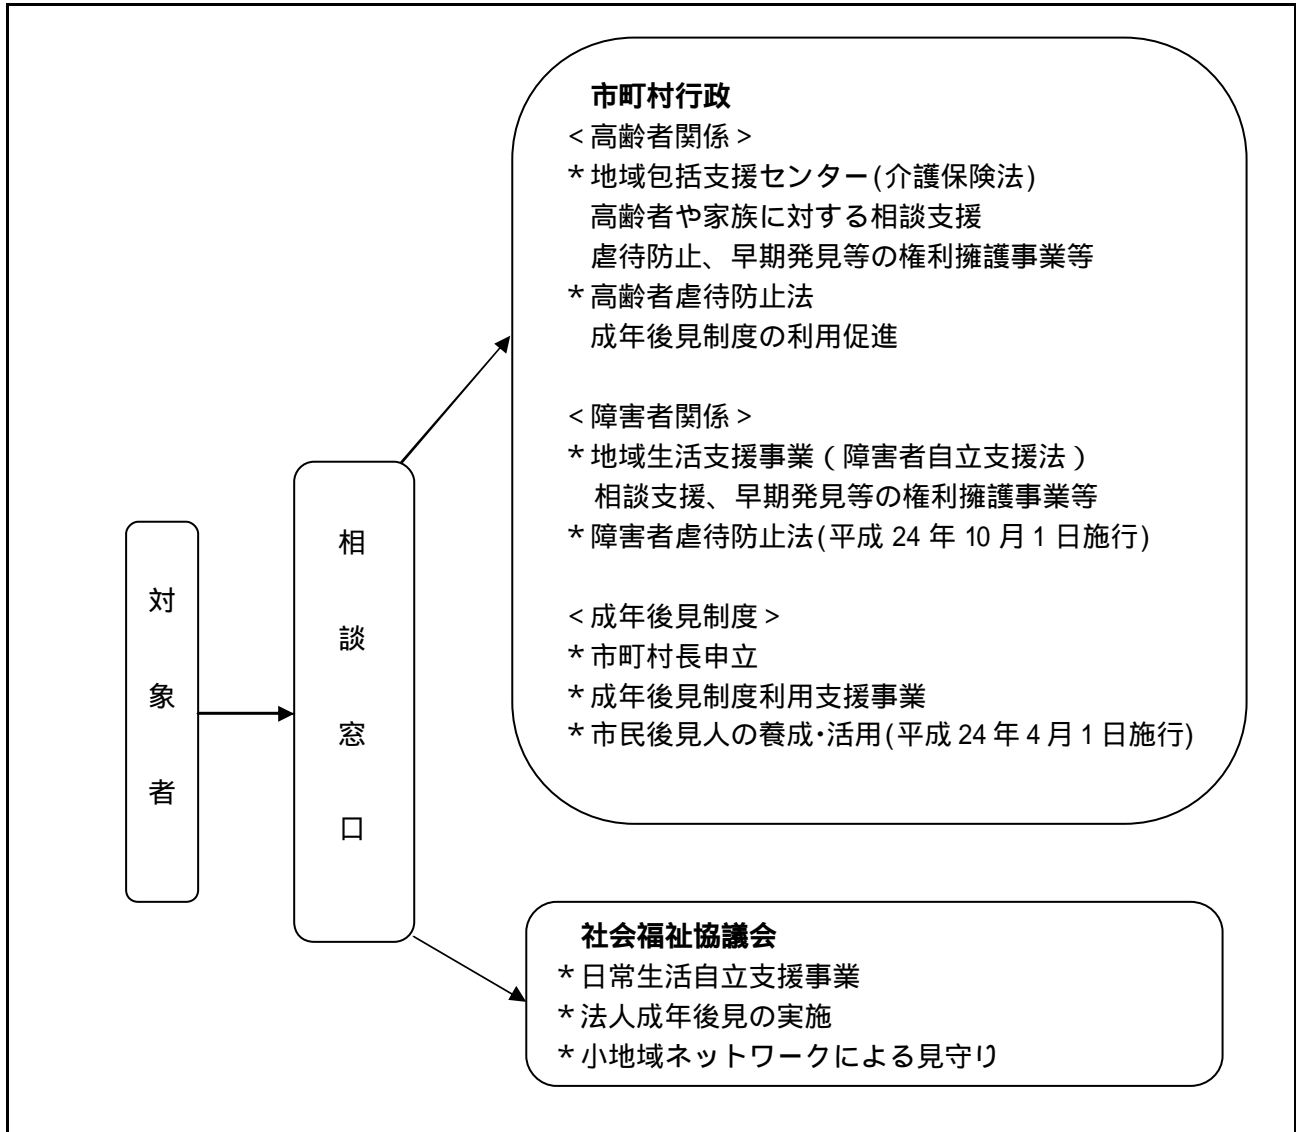 対象者
相談窓口
市町村行政
<高齢者関係>
*地域包括支援センター(介護保険法)
高齢者や家族に対する相談支援
虐待防止、早期発見等の権利擁護事業等
*高齢者虐待防止法
成年後見制度の利用促進
<障害者関係>
*地域生活支援事業(障害者自立支援法)
相談支援、早期発見等の権利擁護事業等
*障害者虐待防止法(平成 24 年 10 月 1 日施行)
<成年後見制度>
*市町村長申立
*成年後見制度利用支援事業
*市民後見人の養成・活用(平成 24 年 4 月 1 日施行)
社会福祉協議会
*日常生活自立支援事業
*法人成年後見の実施
*小地域ネットワークによる見守り